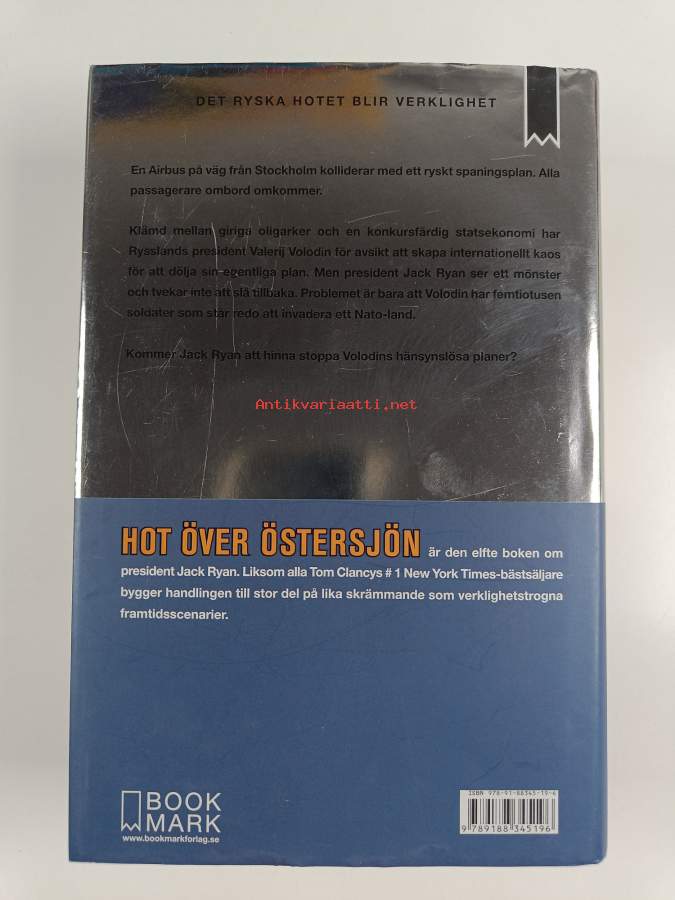 DET RYSKA HOTET BLIR VERKLIGHET
En Airbus på väg från Stockholm kolliderar med ett ryskt spaningsplan. Alla
passagerare ombord omkommer.
Klämd mellan giriga oligarker och en konkursfärdig statsekonomi har
Rysslands president Valerij Volodin för avsikt att skapa internationellt kaos
för att dölja sin egentliga plan. Men president Jack Ryan ser ett mönster
och tvekar inte att slå tillbaka. Problemet är bara att Volodin har femtiotusen
soldater som står redo att invadera ett Nato-land.
Kommer Jack Ryan att hinna stoppa Volodins hänsynslösa planer?
Antikvariaatti.net
HOT ÖVER ÖSTERSJÖN är den elfte boken om
president Jack Ryan. Liksom alla Tom Clancys # 1 New York Times-bästsäljare
bygger handlingen till stor del på lika skrämmande som verklighetstrogna
framtidsscenarier.
BOOK
MARK
www.bookmarkforlag.se
ISBN 978-91-88345-19-6
9 789188 345196